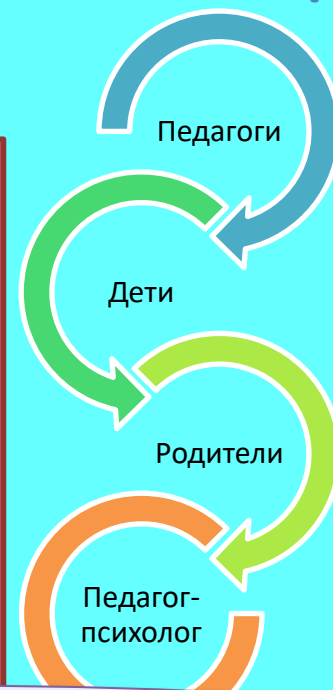 Педагоги
Дети
Родители
Педагог-
психолог